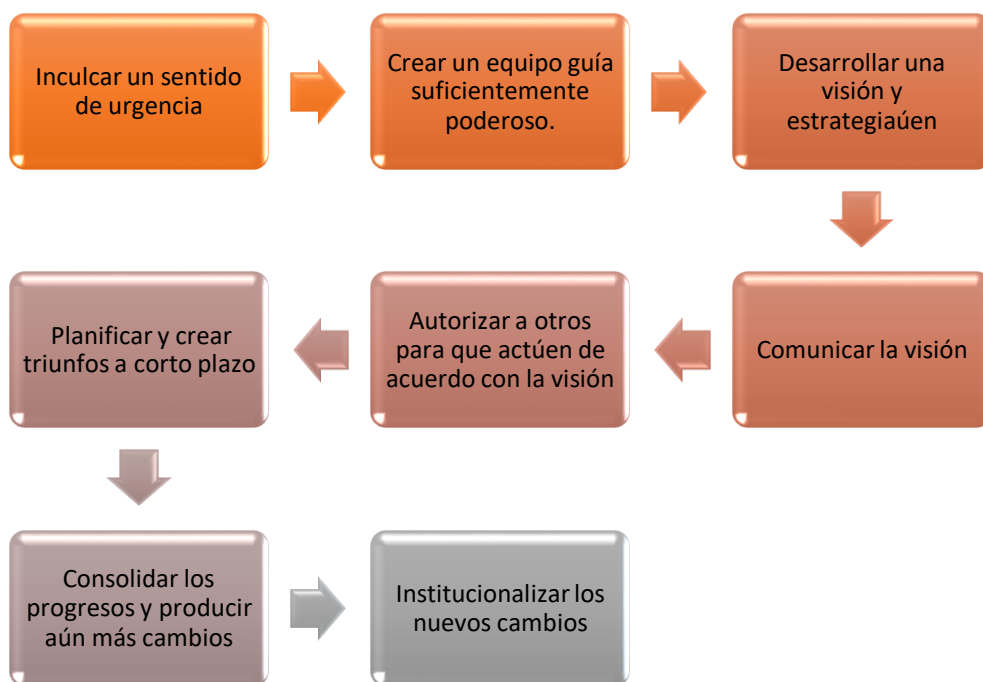 Inculcar un sentido
de urgencia
Crear un equipo guía
suficientemente
poderoso.
Desarrollar una
visión y
estrategiaúen
Comunicar la visión
Autorizar a otros
para que actúen de
acuerdo con la visión
Planificar y crear
triunfos a corto plazo
Consolidar los
progresos y producir
aún más cambios
Institucionalizar los
nuevos cambios